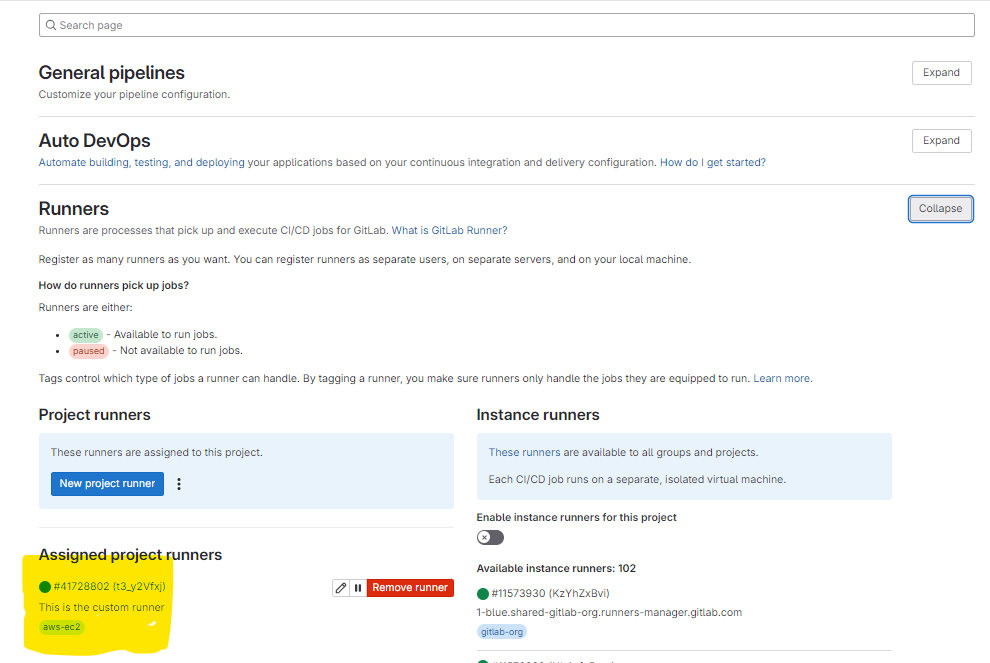 Search page
General pipelines
Expand
Customize your pipeline configuration.
Auto DevOps
Expand
Automate building, testing, and deploying your applications based on your continuous integration and delivery configuration. How do I get started?
Runners
Collapse
Runners are processes that pick up and execute CI/CD jobs for GitLab. What is GitLab Runner?
Register as many runners as you want. You can register runners as separate users, on separate servers, and on your local machine.
How do runners pick up jobs?
Runners are either:
active - Available to run jobs.
paused - Not available to run jobs.
Tags control which type of jobs a runner can handle. By tagging a runner, you make sure runners only handle the jobs they are equipped to run. Learn more.
Project runners
These runners are assigned to this project.
New project runner
Assigned project runners
#41728802 (t3_y2Vfxj)
Remove runner
This is the custom runner
aws-ec2
Instance runners
These runners are available to all groups and projects.
Each CI/CD job runs on a separate, isolated virtual machine.
Enable instance runners for this project
Available instance runners: 102
#11573930 (KzYhZxBvi)
1-blue.shared-gitlab-org.runners-manager.gitlab.com
gitlab-org